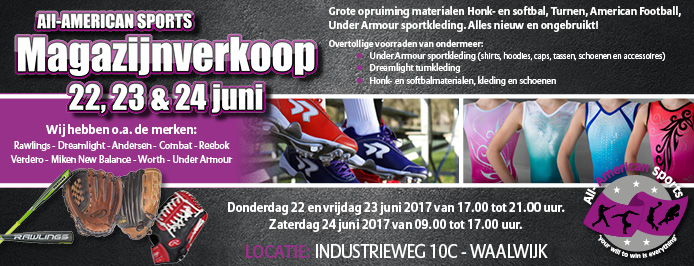 All-AMERICAN SPORTS
Magazijnverkoop
22, 23 & 24 juni
Wij hebben o.a. de merken:
Rawlings - Dreamlight - Andersen - Combat - Reebok
Verdero - Miken New Balance - Worth - Under Armour
Grote opruiming materialen Honk- en softbal, Turnen, American Football,
Under Armour sportkleding. Alles nieuw en ongebruikt!
Overtollige voorraden van ondermeer:
Under Armour sportkleding (shirts, hoodies, caps, tassen, schoenen en accessoires)
Dreamlight turnkleding
Honk- en softbalmaterialen, kleding en schoenen
RAWLINGS
Donderdag 22 en vrijdag 23 juni 2017 van 17.00 tot 21.00 uur.
Zaterdag 24 juni 2017 van 09.00 tot 17.00 uur.
LOCATIE: INDUSTRIEWEG 10C - WAALWIJK
All-American Sports
'Your will to win is everything'